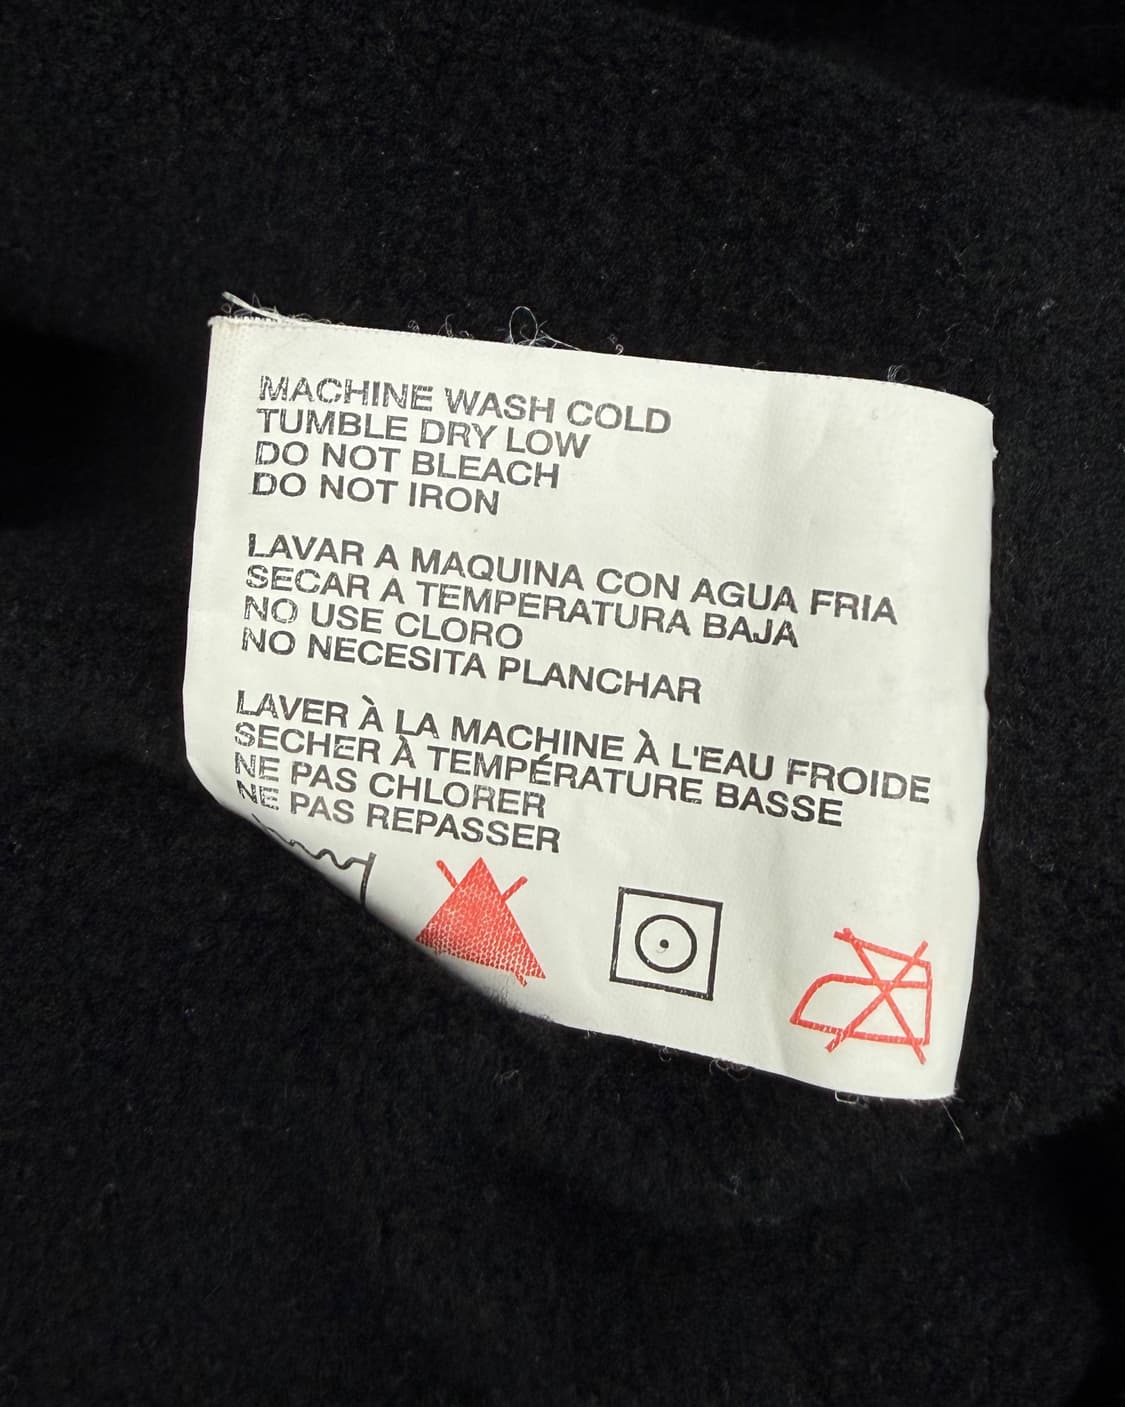 MACHINE WASH COLD
TUMBLE DRY LOW
DO NOT BLEACH
DO NOT IRON
LAVAR A MAQUINA CON AGUA FRIA
SECAR A TEMPERATURA BAJA
NO USE CLORO
NO NECESITA PLANCHAR
LAVER À LA MACHINE À L'EAU FROIDE
SECHER À TEMPÉRATURE BASSE
NE PAS CHLORER
NE PAS REPASSER